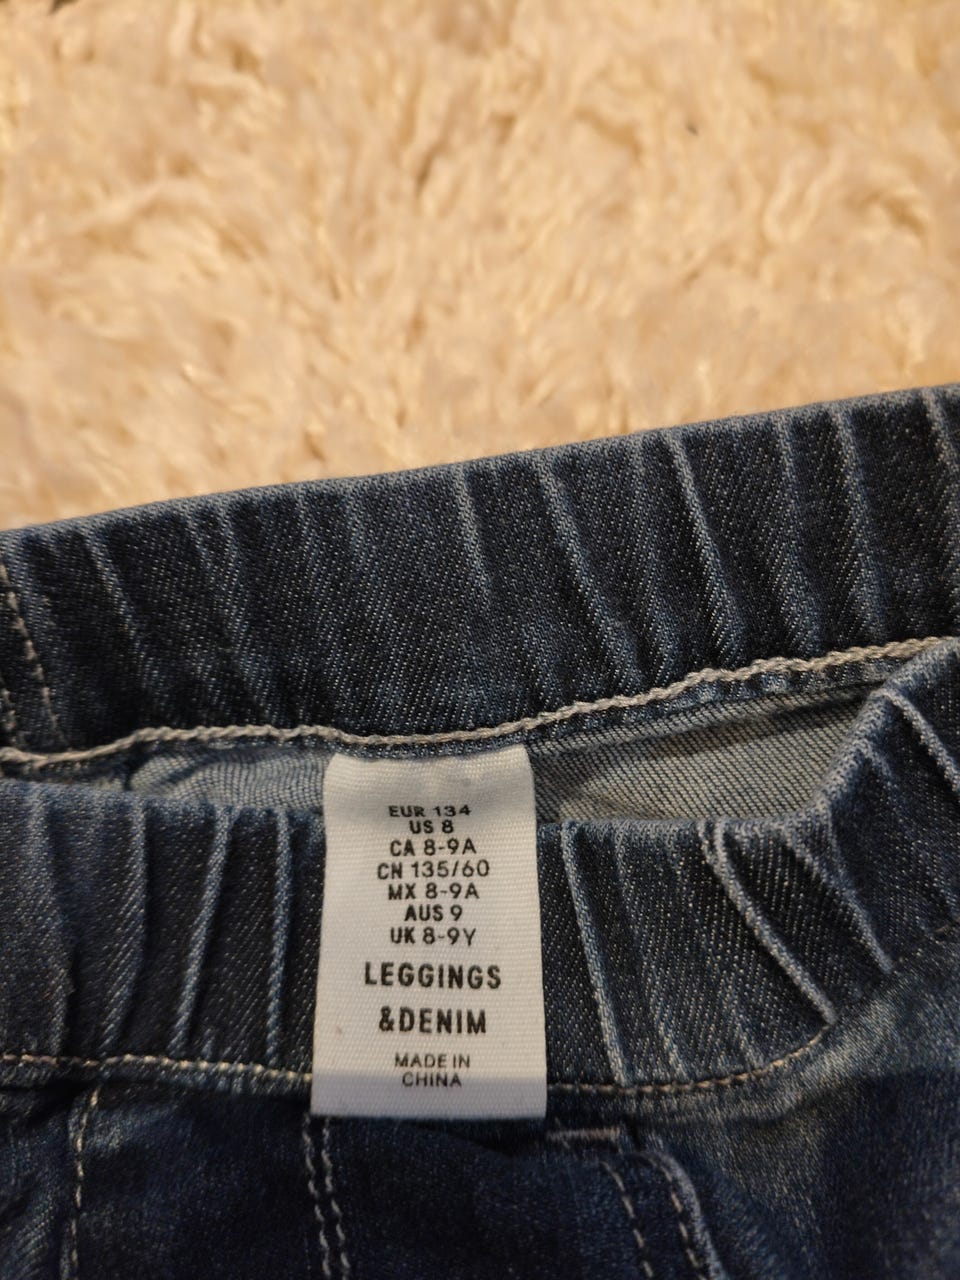 EUR 134
US 8
CA 8-9A
CN 135/60
MX 8-9A
AUS 9
UK 8-9Y
LEGGINGS
&DENIM
MADE IN
CHINA